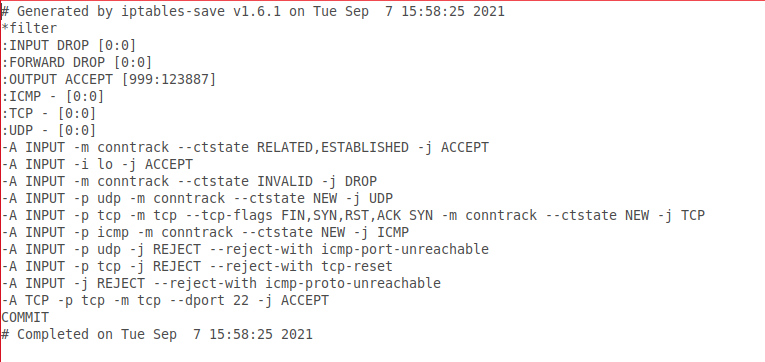 # Generated by iptables-save v1.6.1 on Tue Sep  7 15:58:25 2021
*filter
:INPUT DROP [0:0]
:FORWARD DROP [0:0]
:OUTPUT ACCEPT [999:123887]
:ICMP - [0:0]
:TCP - [0:0]
:UDP - [0:0]
-A INPUT -m conntrack --ctstate RELATED,ESTABLISHED -j ACCEPT
-A INPUT -i lo -j ACCEPT
-A INPUT -m conntrack --ctstate INVALID -j DROP
-A INPUT -p udp -m conntrack --ctstate NEW -j UDP
-A INPUT -p tcp -m tcp --tcp-flags FIN,SYN,RST,ACK SYN -m conntrack --ctstate NEW -j TCP
-A INPUT -p icmp -m conntrack --ctstate NEW -j ICMP
-A INPUT -p udp -j REJECT --reject-with icmp-port-unreachable
-A INPUT -p tcp -j REJECT --reject-with tcp-reset
-A INPUT -j REJECT --reject-with icmp-proto-unreachable
-A TCP -p tcp -m tcp --dport 22 -j ACCEPT
COMMIT
# Completed on Tue Sep  7 15:58:25 2021